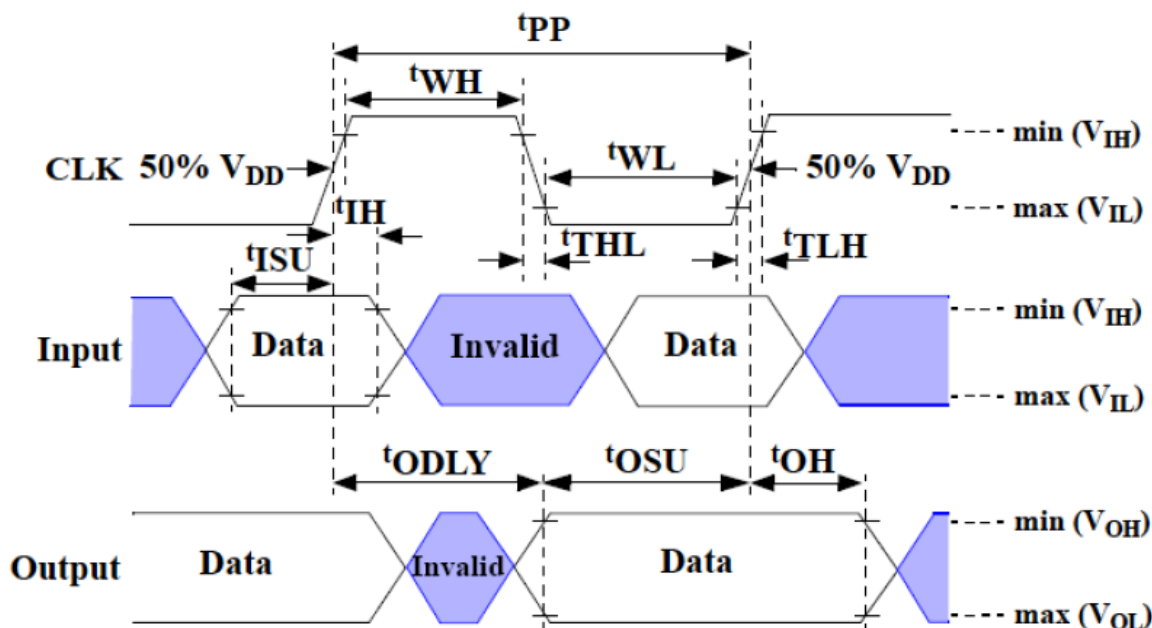 tPP
tWH
min (VIH)
CLK 50% VDD
tWL
50% VDD
max (VIL)
tIH
tTHL
tTLH
tISU
min (VIH)
Input Data Invalid Data
max (VIL)
tODLY tOSU tOH
min (VOH)
Output Data Invalid Data
max (VOL)